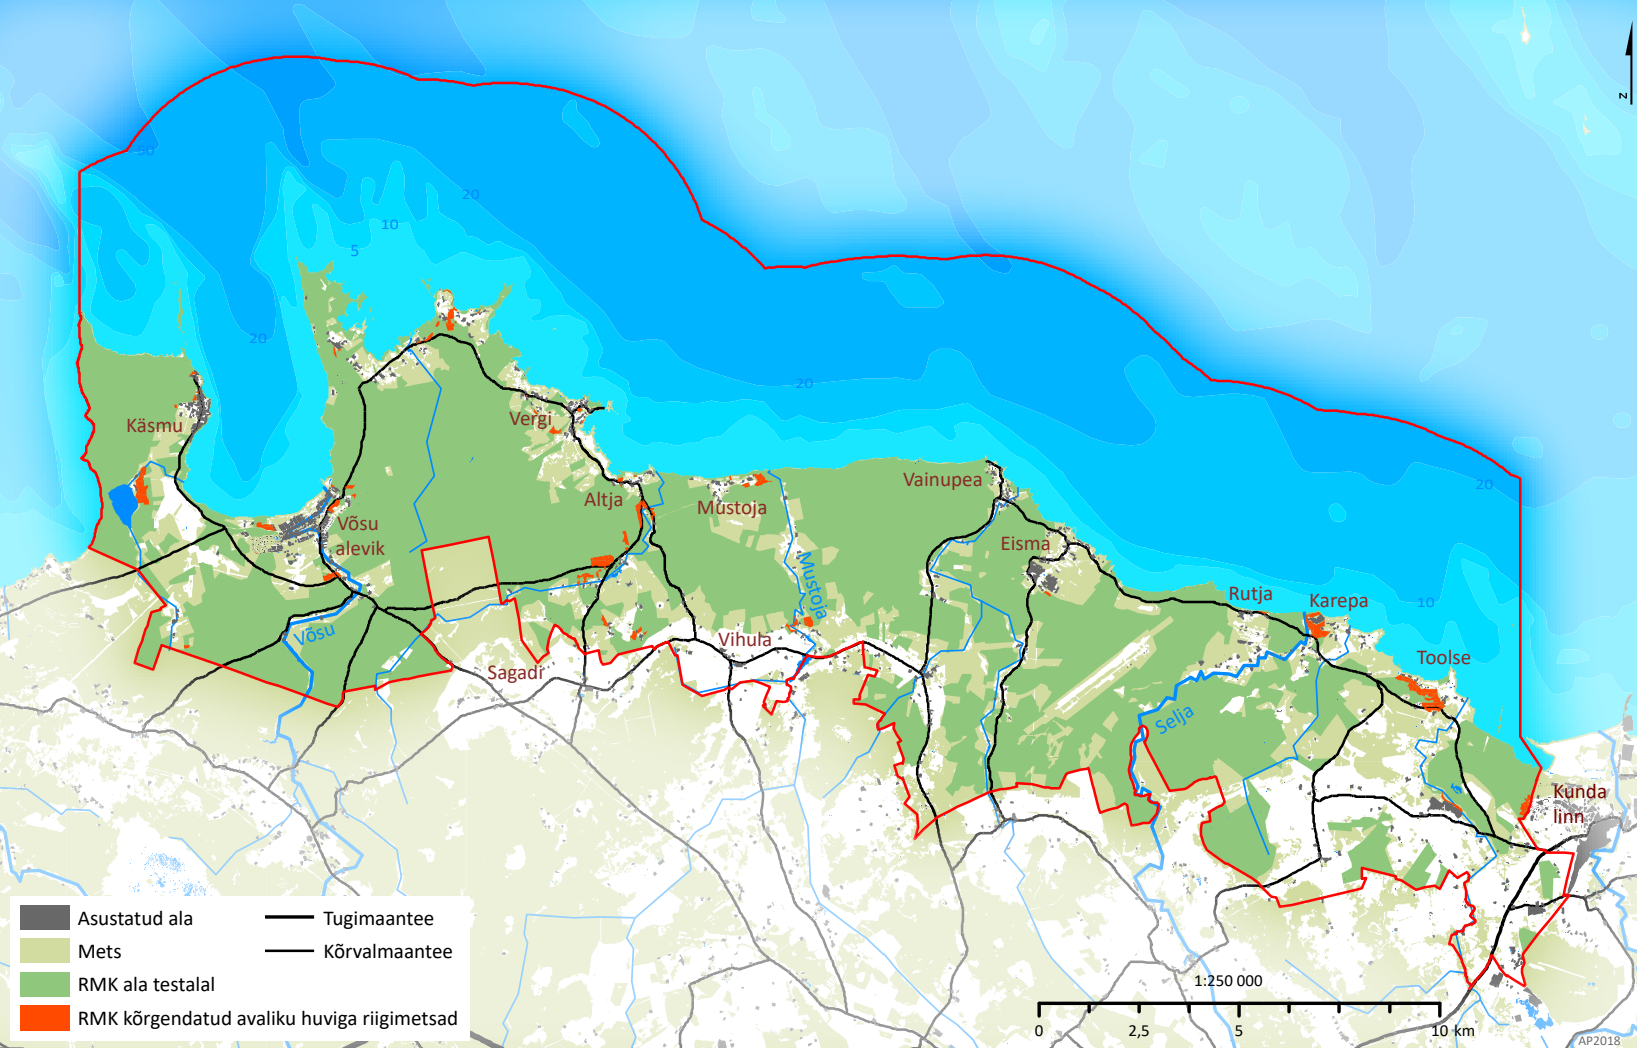 z
50
20
10
5
20
20
Käsmu
Vergi
Altja
Mustoja
Vainupea
20
Võsu
alevik
Eisma
Mustoja
Rutja
Karepa
10
Võsu
Vihula
Toolse
Sagadi
Selja
Kunda
linn
Asustatud ala
Mets
RMK ala testalal
RMK kõrgendatud avaliku huviga riigimetsad
Tugimaantee
Kõrvalmaantee
1:250 000
0 2,5 5 10 km
AP2018